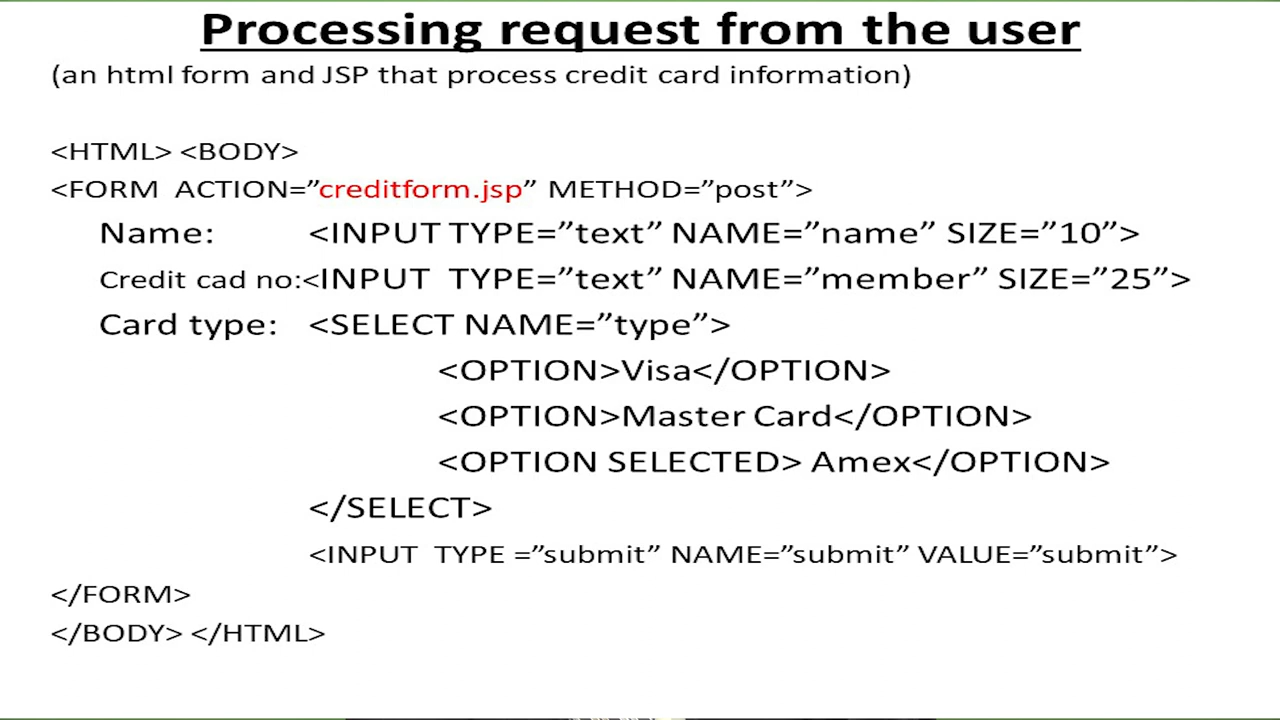 Processing request from the user
(an html form and JSP that process credit card information)
<HTML> <BODY>
<FORM ACTION=”creditform.jsp” METHOD=”post”>
Name: <INPUT TYPE=”text” NAME=”name” SIZE=”10”>
Credit cad no:<INPUT TYPE=”text” NAME=”member” SIZE=”25”>
Card type: <SELECT NAME=”type”>
<OPTION>Visa</OPTION>
<OPTION>Master Card</OPTION>
<OPTION SELECTED> Amex</OPTION>
</SELECT>
<INPUT TYPE =”submit” NAME=”submit” VALUE=”submit”>
</FORM>
</BODY> </HTML>